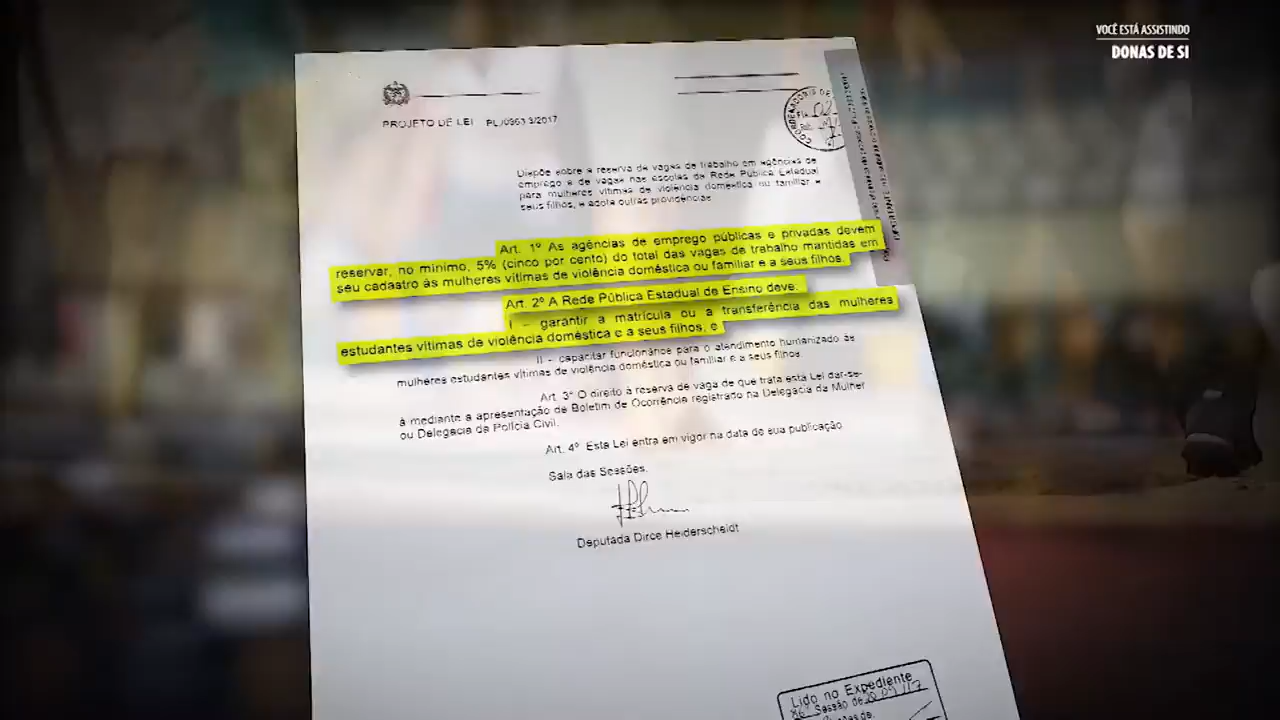 VOCÊ ESTÁ ASSISTINDO
DONAS DE SI
PROJETO DE LEI PL./0363.3/2017
Dispõe sobre a reserva de vagas de trabalho em agências de
emprego e de vagas nas escolas da Rede Pública Estadual
para mulheres vítimas de violência doméstica ou familiar e
seus filhos, e adota outras providências
Art. 1º As agências de emprego públicas e privadas devem
reservar, no mínimo, 5% (cinco por cento) do total das vagas de trabalho mantidas em
seu cadastro às mulheres vítimas de violência doméstica ou familiar e a seus filhos.
Art. 2º A Rede Pública Estadual de Ensino deve:
I – garantir a matrícula ou a transferência das mulheres
estudantes vítimas de violência doméstica e a seus filhos, e
II – capacitar funcionários para o atendimento humanizado às
mulheres estudantes vítimas de violência doméstica ou familiar e a seus filhos.
Art. 3º O direito à reserva de vaga de que trata esta Lei dar-se-
à mediante a apresentação de Boletim de Ocorrência registrado na Delegacia da Mulher
ou Delegacia da Polícia Civil.
Art. 4º Esta Lei entra em vigor na data de sua publicação
Sala das Sessões,
Deputada Dirce Heiderscheidt
Lido no Expediente
Sessão de